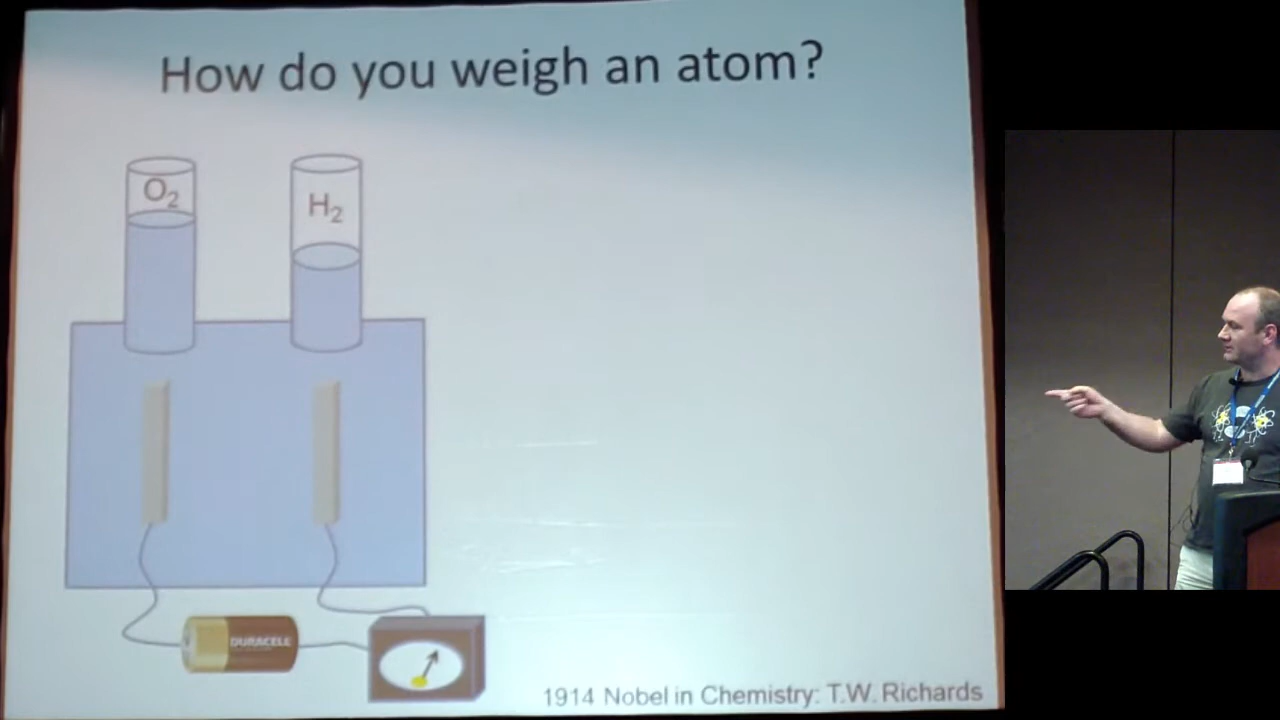 How do you weigh an atom?
O₂
H₂
DURACELL
1914 Nobel in Chemistry: T.W. Richards